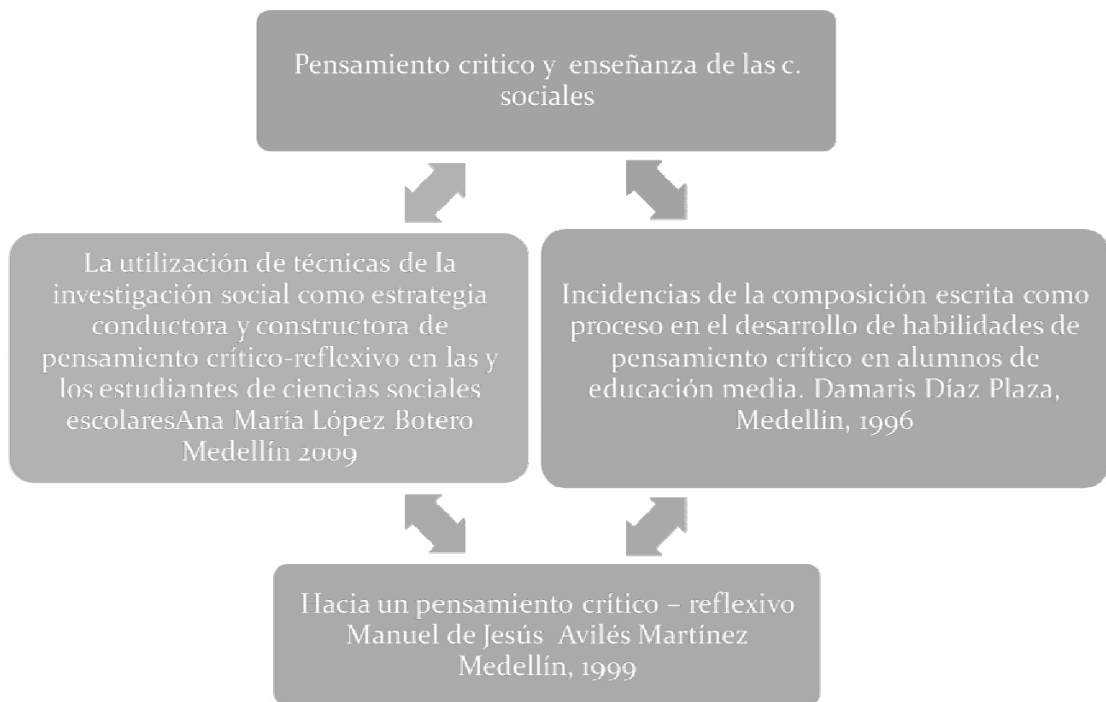 Pensamiento critico y enseñanza de las c.
sociales
La utilización de técnicas de la
investigación social como estrategia
conductora y constructora de
pensamiento crítico-reflexivo en las y
los estudiantes de ciencias sociales
escolaresAna María López Botero
Medellín 2009
Incidencias de la composición escrita como
proceso en el desarrollo de habilidades de
pensamiento crítico en alumnos de
educación media. Damaris Díaz Plaza,
Medellín, 1996
Hacia un pensamiento crítico – reflexivo
Manuel de Jesús Avilés Martínez
Medellín, 1999